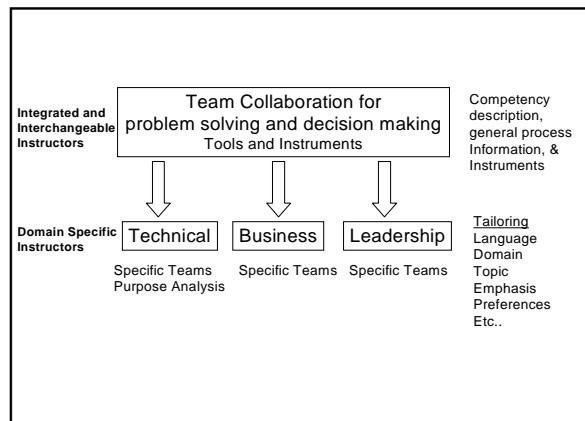 Team Collaboration for
problem solving and decision making
Tools and Instruments
Integrated and
Interchangeable
Instructors
Competency
description,
general process
Information, &
Instruments
Domain Specific
Instructors
Technical
Business
Leadership
Specific Teams
Purpose Analysis
Specific Teams
Specific Teams
Tailoring
Language
Domain
Topic
Emphasis
Preferences
Etc..